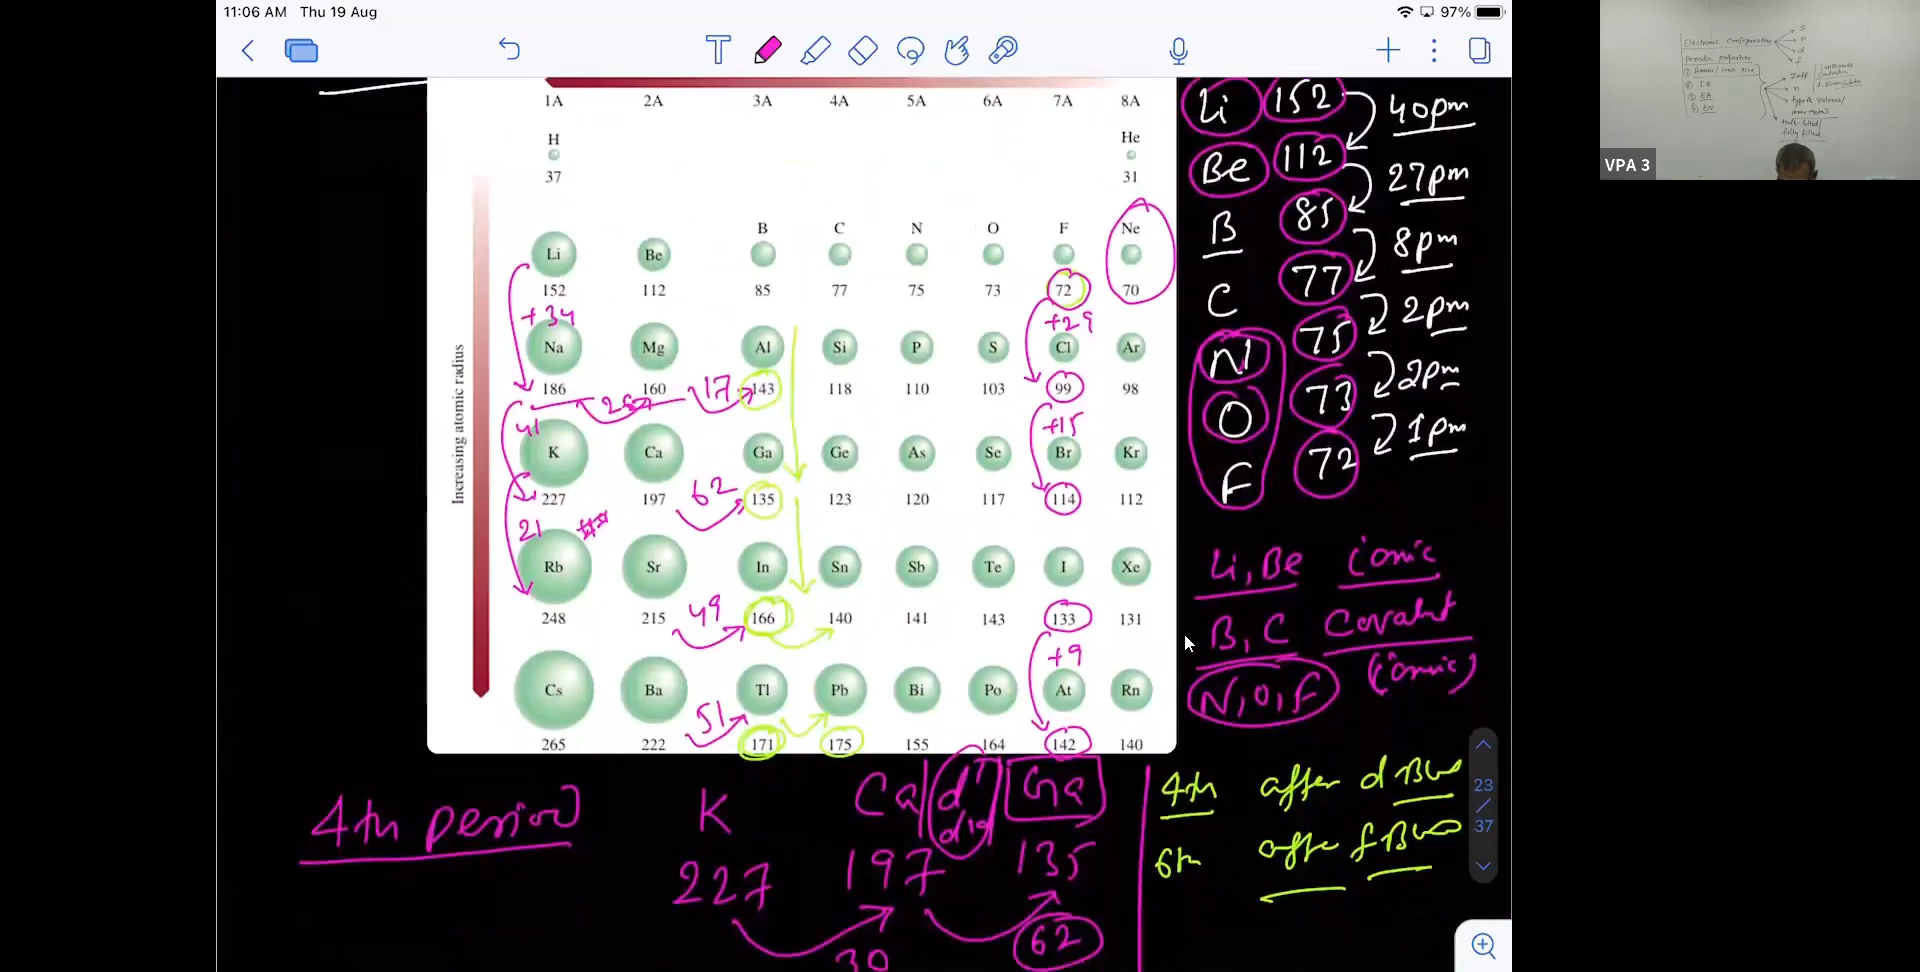 11:06 AM Thu 19 Aug
97%
T
1A 2A 3A 4A 5A 6A 7A 8A
H He
37 31
B C N O F Ne
Li Be
152 112 85 77 75 73 72 70
+34 +29
Na Mg Al Si P S Cl Ar
186 160 143 118 110 103 99 98
17
41 +15
K Ca Ga Ge As Se Br Kr
227 197 135 123 120 117 114 112
62
21
Rb Sr In Sn Sb Te I Xe
248 215 166 140 141 143 133 131
49
+9
Cs Ba Tl Pb Bi Po At Rn
265 222 171 175 155 164 142 140
51
Increasing atomic radius
Li 152 40pm
Be 112 27pm
B 85 8pm
C 77 2pm
N 75 2pm
O 73 1pm
F 72
Li, Be ionic
B, C Covalent
N, O, F (ionic)
4th period K Ca Ga
227 197 135
30 62
4th after d
6th after f
23
/
37
VPA 3
Electronic configuration
s
p
d
f
Periodic properties